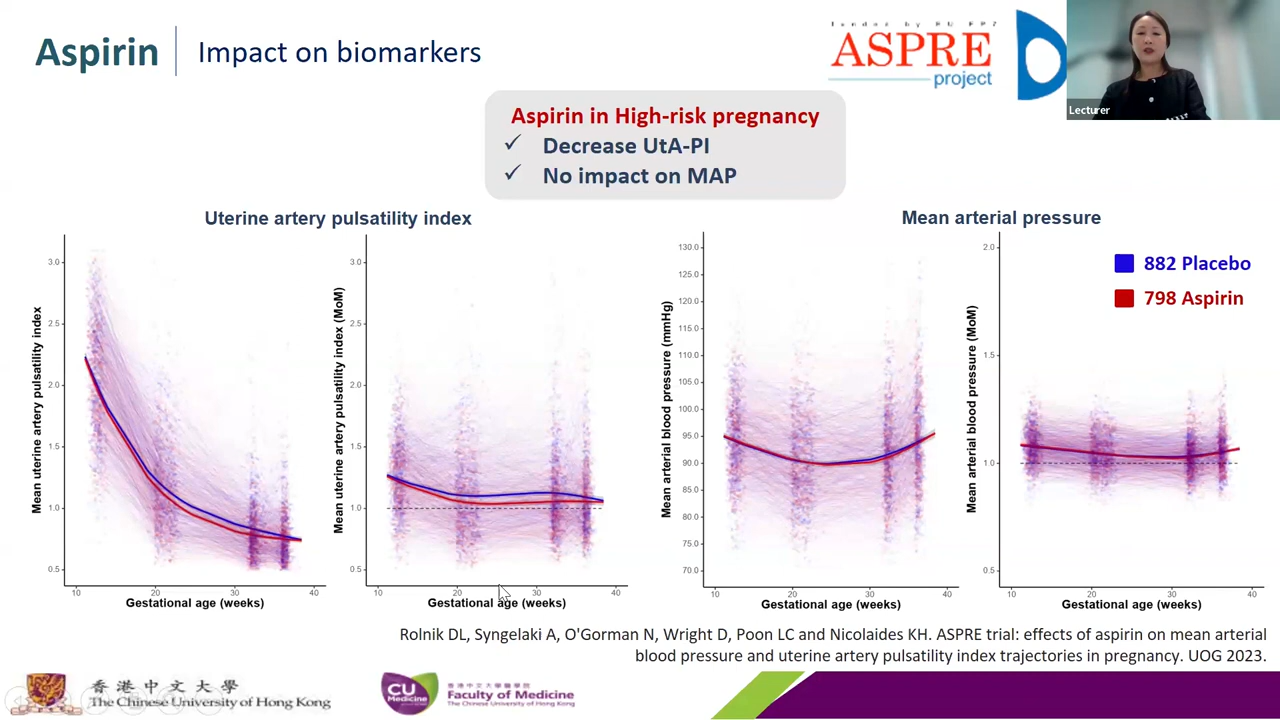 Aspirin
Impact on biomarkers
funded by EU FP7
ASPRE
project
Lecturer
Aspirin in High-risk pregnancy
✓ Decrease UtA-PI
✓ No impact on MAP
Uterine artery pulsatility index
Mean arterial pressure
882 Placebo
798 Aspirin
Mean uterine artery pulsatility index
3.0
2.5
2.0
1.5
1.0
0.5
10 20 30 40
Gestational age (weeks)
Mean uterine artery pulsatility index (MoM)
3.0
2.5
2.0
1.5
1.0
0.5
10 20 30 40
Gestational age (weeks)
Mean arterial blood pressure (mmHg)
130.0
125.0
120.0
115.0
110.0
105.0
100.0
95.0
90.0
85.0
80.0
75.0
70.0
10 20 30 40
Gestational age (weeks)
Mean arterial blood pressure (MoM)
2.0
1.5
1.0
0.5
10 20 30 40
Gestational age (weeks)
Rolnik DL, Syngelaki A, O'Gorman N, Wright D, Poon LC and Nicolaides KH. ASPRE trial: effects of aspirin on mean arterial
blood pressure and uterine artery pulsatility index trajectories in pregnancy. UOG 2023.
香港中文大學
The Chinese University of Hong Kong
CU
Medicine
香港中文大學醫學院
Faculty of Medicine
The Chinese University of Hong Kong